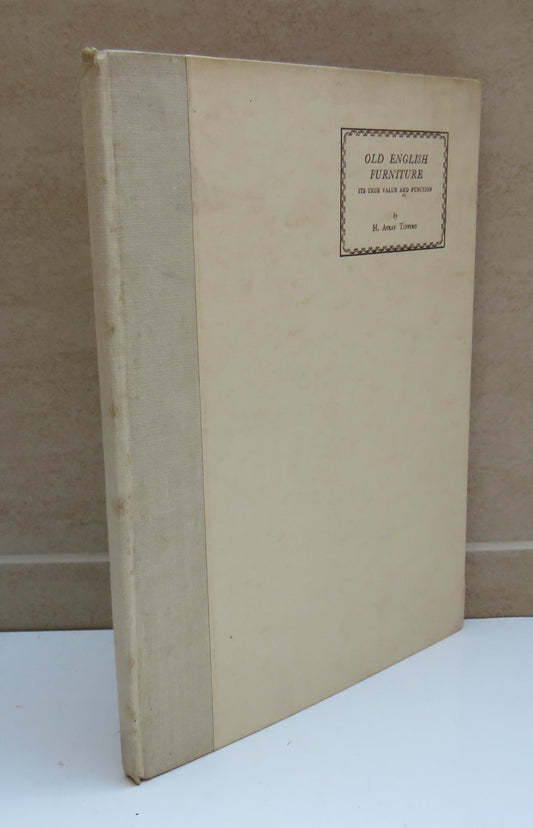 OLD ENGLISH
FURNITURE
ITS TRUE VALUE AND FUNCTION
by
H. Avray Tipping